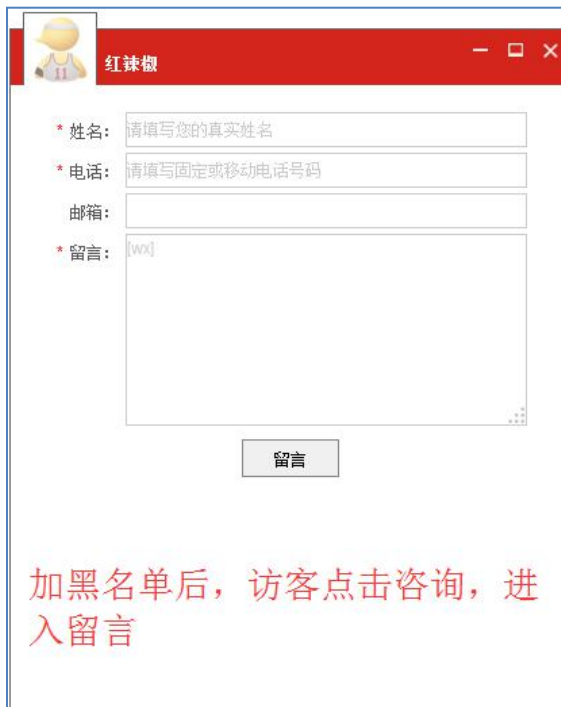 11
红辣椒
* 姓名: 请填写您的真实姓名
* 电话: 请填写固定或移动电话号码
邮箱:
* 留言: [wx]
留言
加黑名单后，访客点击咨询，进
入留言